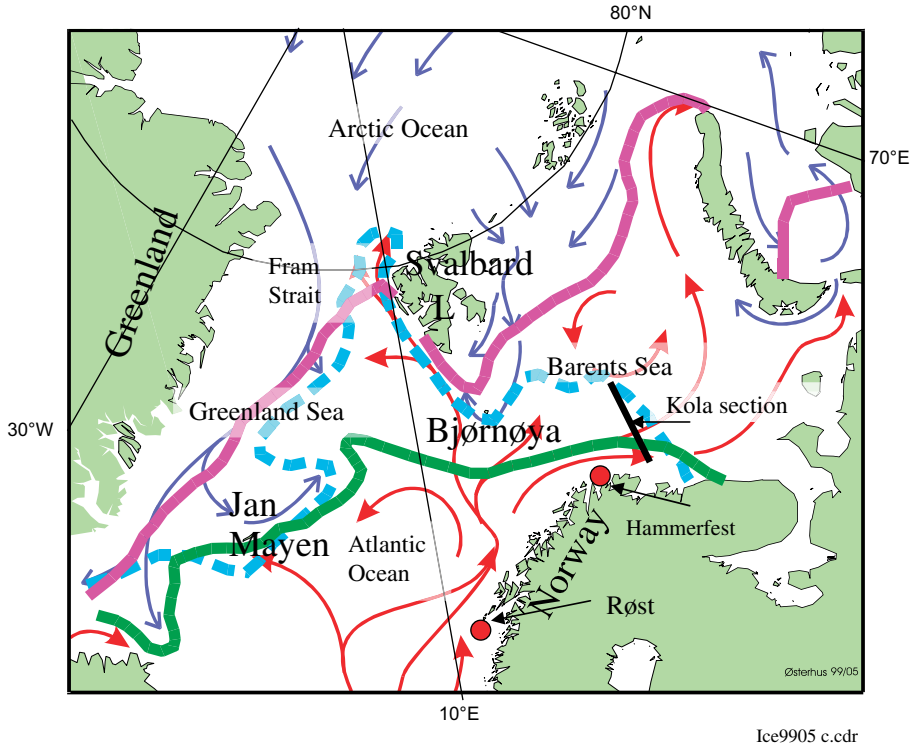 80°N
Arctic Ocean
70°E
Greenland
Fram
Strait
Svalbard
L
Barents Sea
Greenland Sea
Kola section
30°W
Bjørnøya
Jan
Mayen
Hammerfest
Atlantic
Ocean
Norway
Røst
Østerhus 99/05
10°E
Ice9905 c.cdr